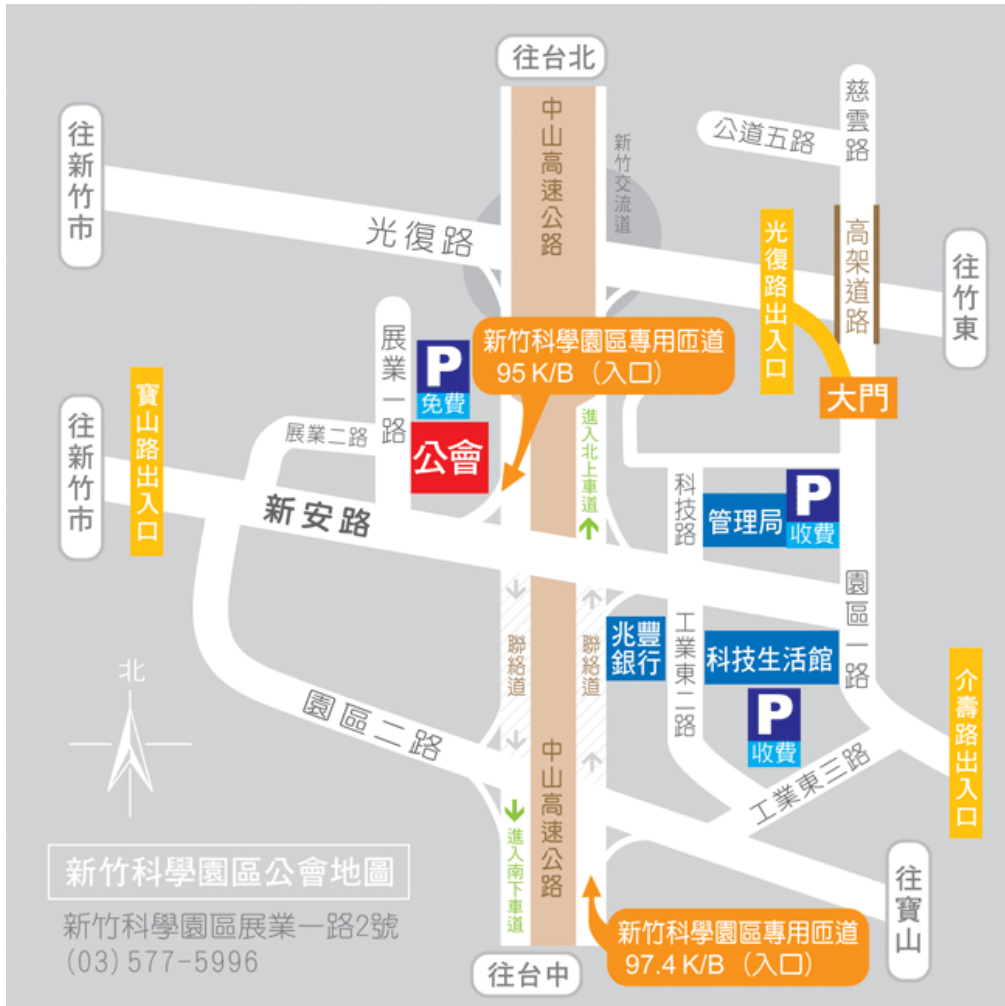 往台北
中山高速公路
新竹交流道
慈雲路
公道五路
往新竹市
光復路
光復路出入口
高架道路
往竹東
新竹科學園區專用匝道
95 K/B （入口）
大門
展業一路
P
免費
公會
展業二路
寶山路出入口
往新竹市
新安路
進入北上車道
科技路
管理局
P
收費
園區一路
聯絡道
聯絡道
兆豐
銀行
工業東二路
科技生活館
P
收費
介壽路出入口
北
園區二路
中山高速公路
工業東三路
進入南下車道
往寶山
新竹科學園區公會地圖
新竹科學園區展業一路2號
(03) 577-5996
新竹科學園區專用匝道
97.4 K/B （入口）
往台中